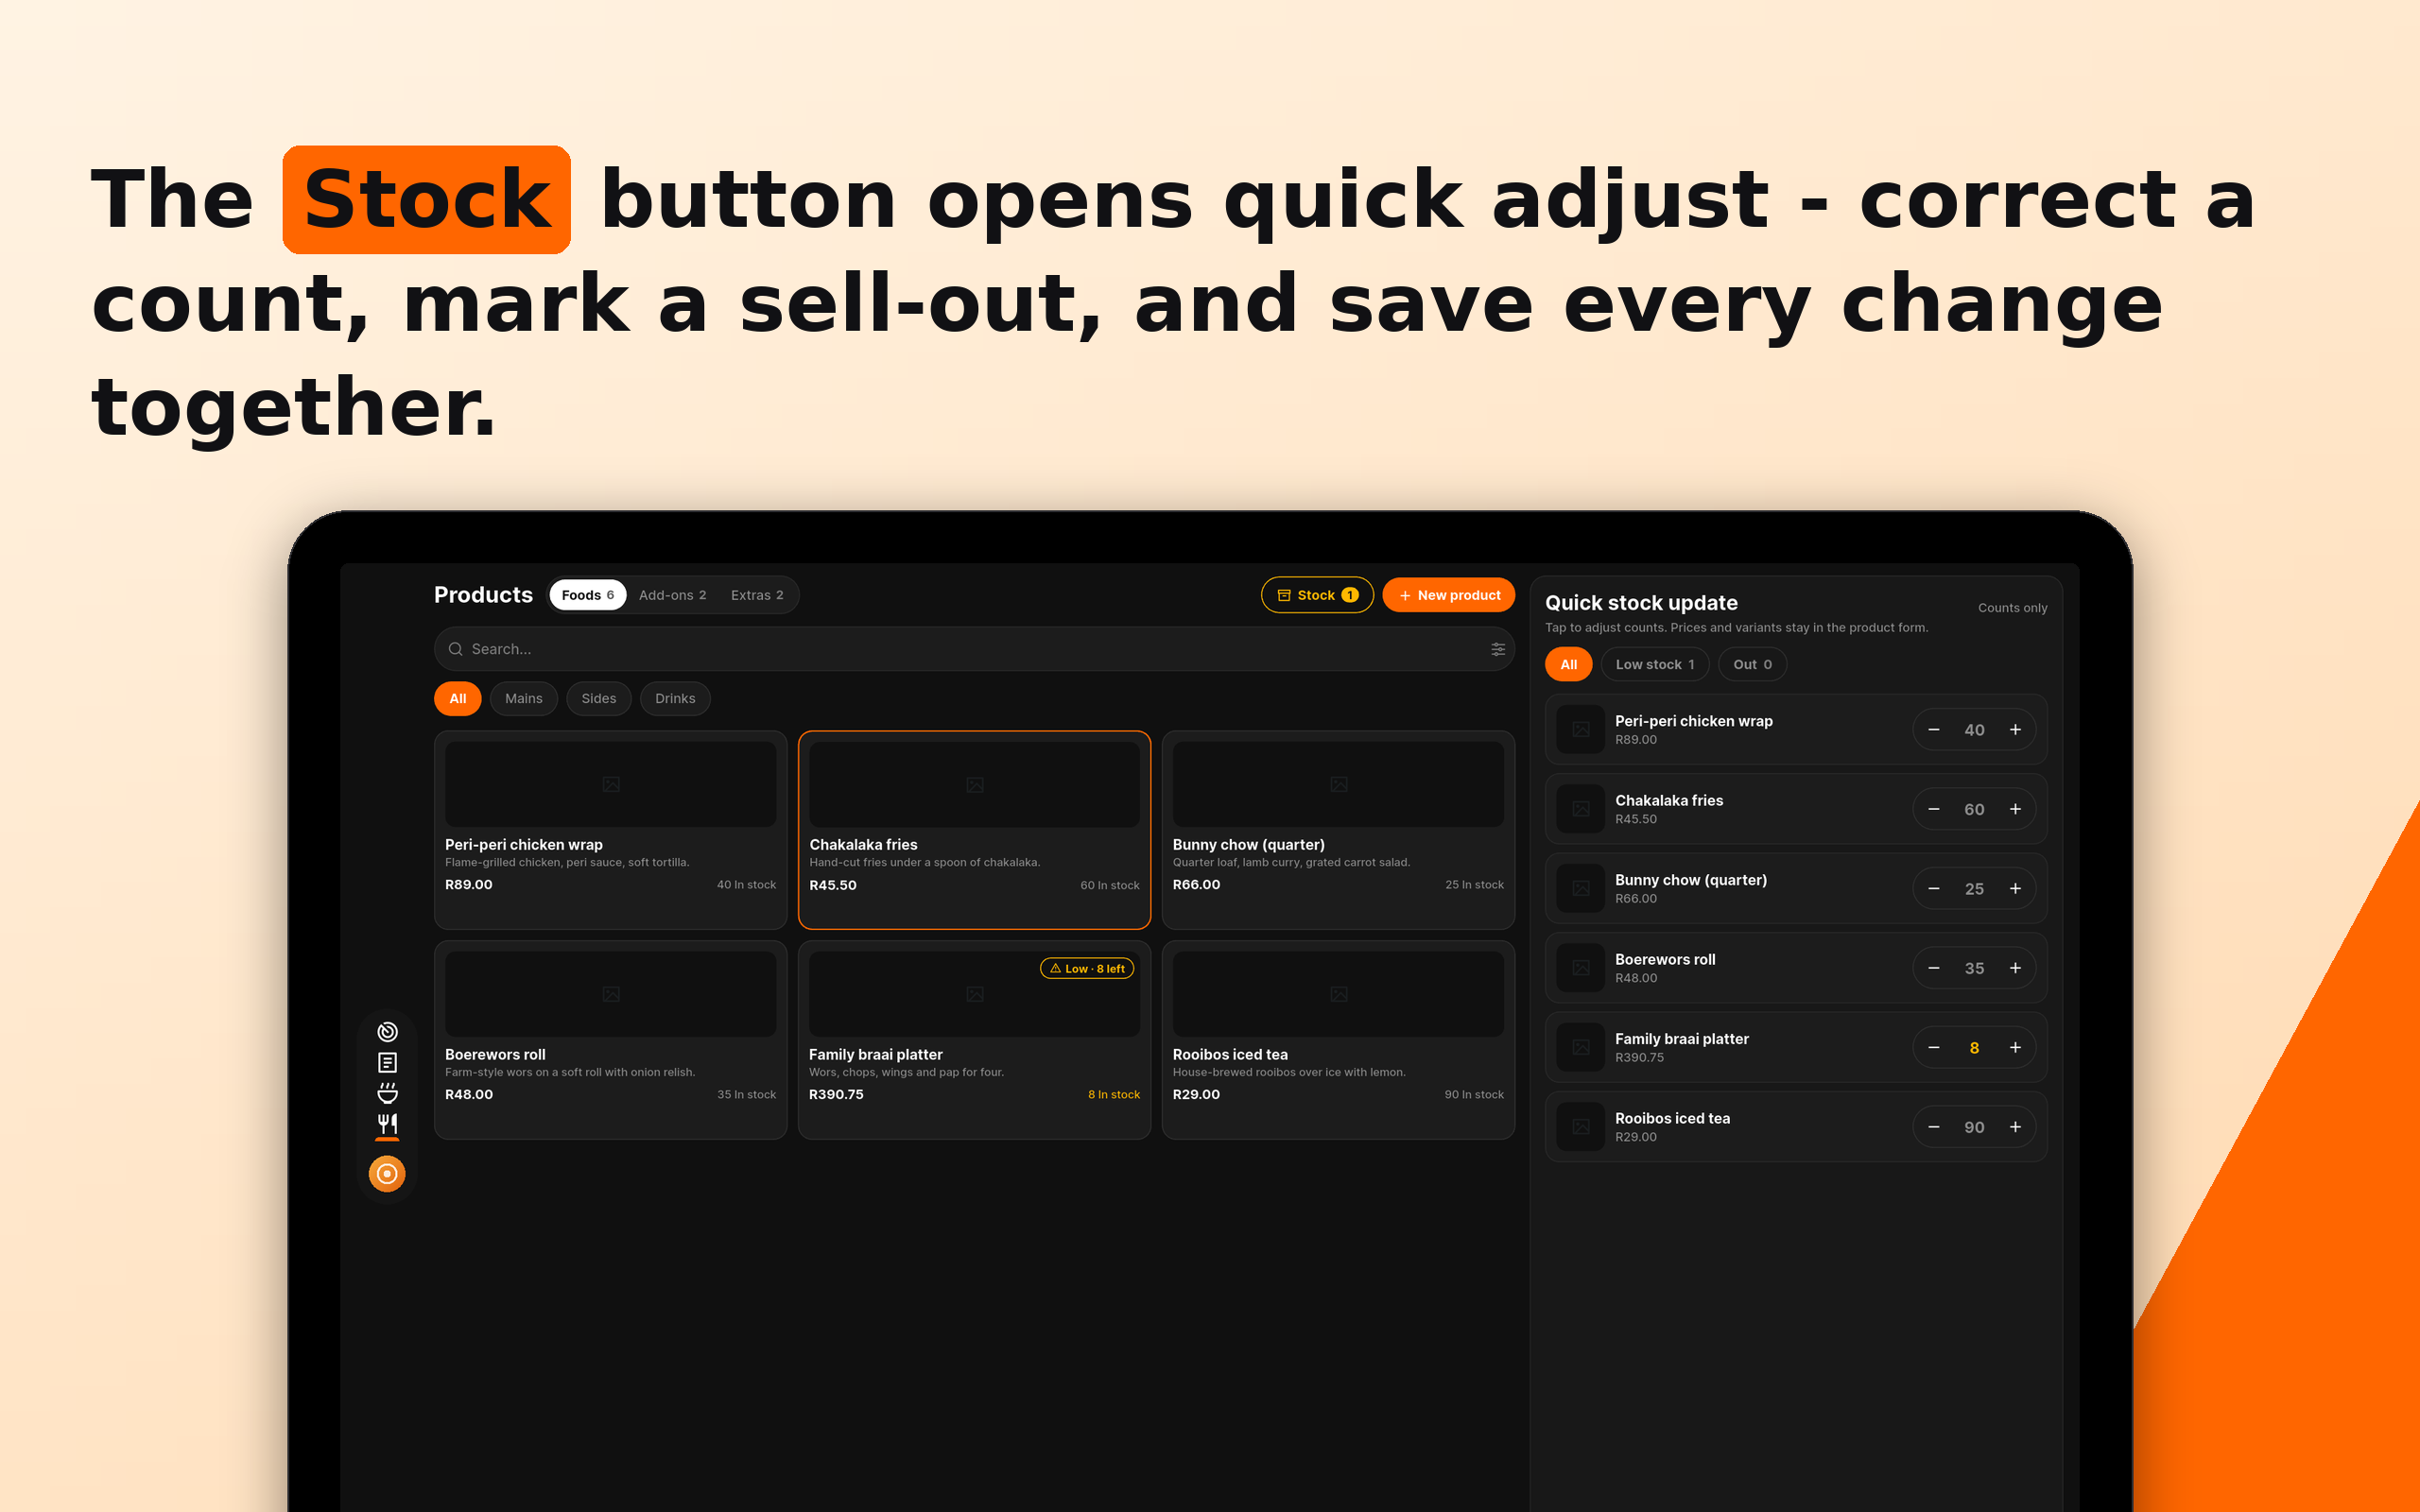 The Stock button opens quick adjust - correct a
count, mark a sell-out, and save every change
together.
Products
Foods 6
Add-ons 2
Extras 2
Stock 1
+ New product
Search...
All
Mains
Sides
Drinks
Peri-peri chicken wrap
Flame-grilled chicken, peri sauce, soft tortilla.
R89.00
40 In stock
Chakalaka fries
Hand-cut fries under a spoon of chakalaka.
R45.50
60 In stock
Bunny chow (quarter)
Quarter loaf, lamb curry, grated carrot salad.
R66.00
25 In stock
Boerewors roll
Farm-style wors on a soft roll with onion relish.
R48.00
35 In stock
Low · 8 left
Family braai platter
Wors, chops, wings and pap for four.
R390.75
8 In stock
Rooibos iced tea
House-brewed rooibos over ice with lemon.
R29.00
90 In stock
Quick stock update
Counts only
Tap to adjust counts. Prices and variants stay in the product form.
All
Low stock 1
Out 0
Peri-peri chicken wrap
R89.00
− 40 +
Chakalaka fries
R45.50
− 60 +
Bunny chow (quarter)
R66.00
− 25 +
Boerewors roll
R48.00
− 35 +
Family braai platter
R390.75
− 8 +
Rooibos iced tea
R29.00
− 90 +